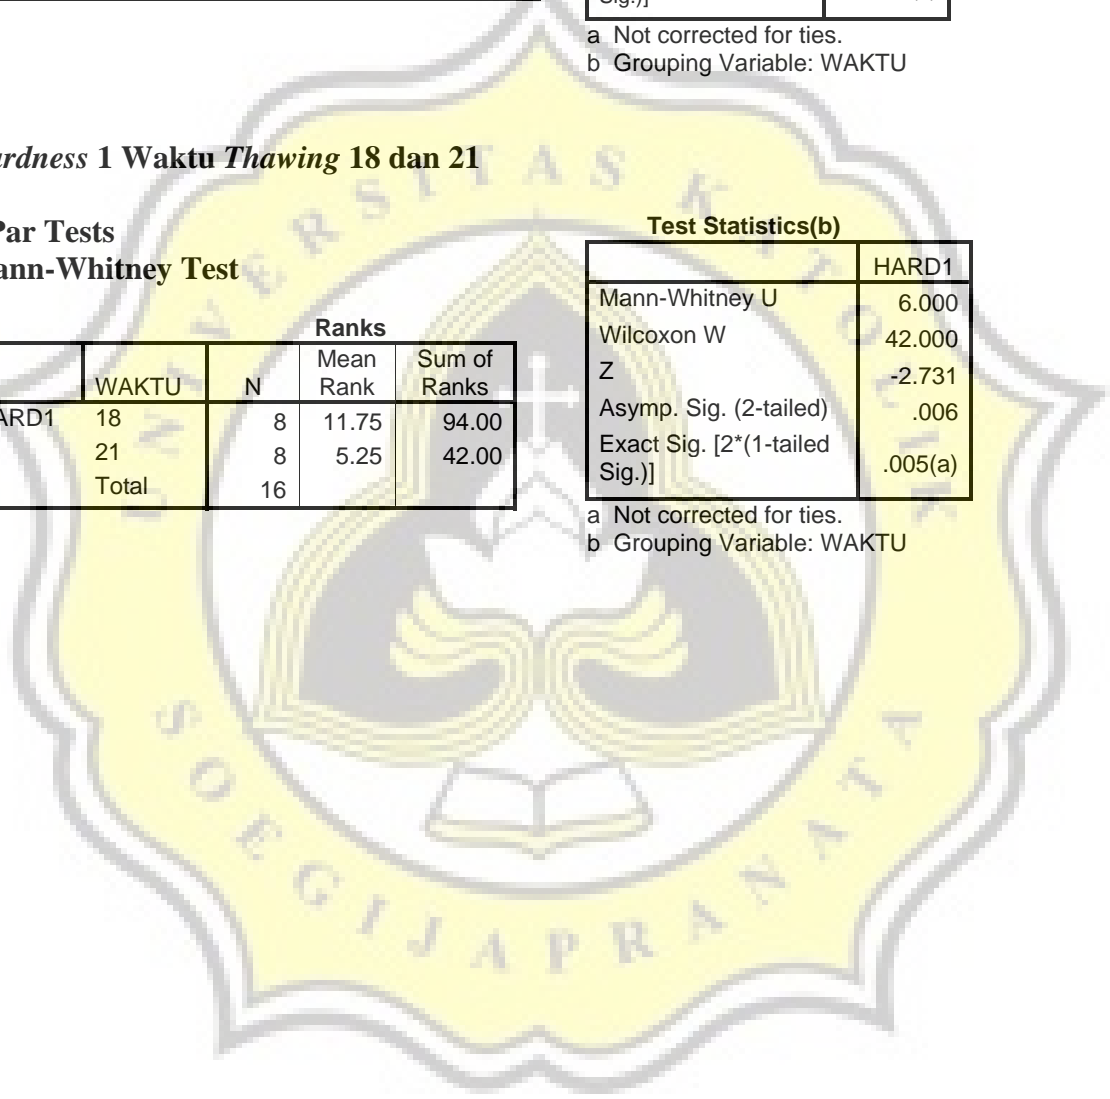 Sig.)]
a Not corrected for ties.
b Grouping Variable: WAKTU
ardness 1 Waktu Thawing 18 dan 21
Par Tests
ann-Whitney Test
Ranks
WAKTU N Mean Rank Sum of Ranks
ARD1 18 8 11.75 94.00
21 8 5.25 42.00
Total 16
Test Statistics(b)
HARD1
Mann-Whitney U 6.000
Wilcoxon W 42.000
Z -2.731
Asymp. Sig. (2-tailed) .006
Exact Sig. [2*(1-tailed
Sig.)] .005(a)
a Not corrected for ties.
b Grouping Variable: WAKTU
UNIVERSITAS KATOLIK
SOEGIJAPRANATA